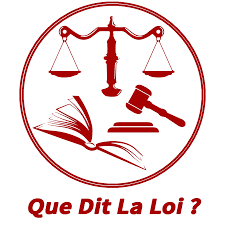 Que Dit La Loi ?